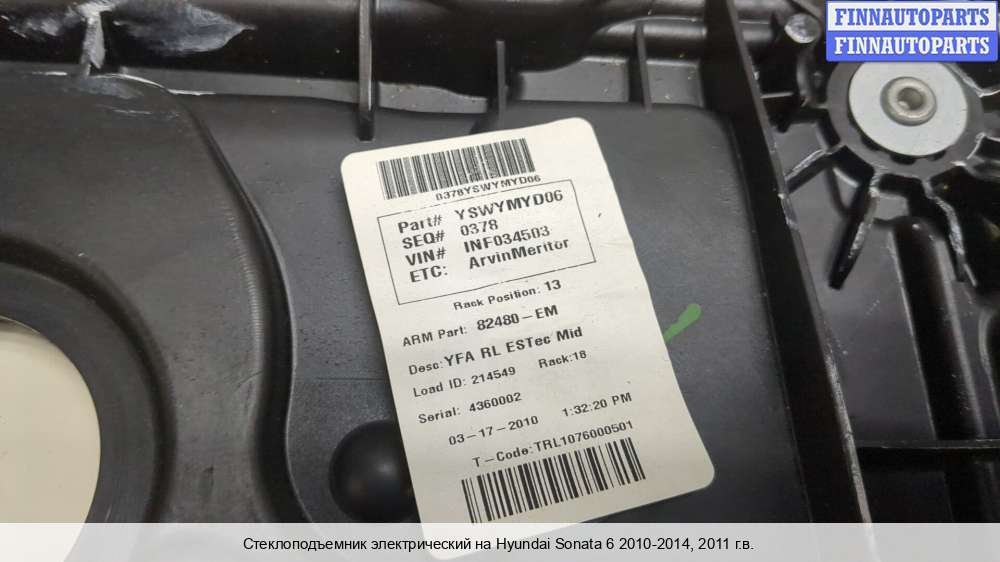 FINNAUTOPARTS
FINNAUTOPARTS
0378YSWYMYD06
Part# YSWYMYD06
SEQ# 0378
VIN# INF034503
ETC: ArvinMeritor
Rack Position: 13
ARM Part: 82480-EM
Desc: YFA RL ESTec Mid
Load ID: 214549 Rack:18
Serial: 4360002
03-17-2010 1:32:20 PM
T-Code:TRL1076000501
Стеклоподъемник электрический на Hyundai Sonata 6 2010-2014, 2011 г.в.